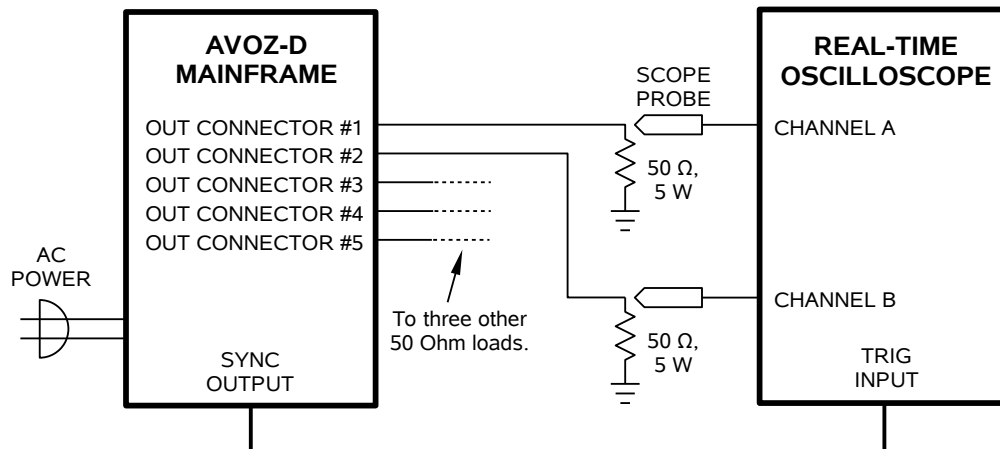 AVOZ-D
MAINFRAME
OUT CONNECTOR #1
OUT CONNECTOR #2
OUT CONNECTOR #3
OUT CONNECTOR #4
OUT CONNECTOR #5
AC
POWER
SYNC
OUTPUT
To three other
50 Ohm loads.
SCOPE
PROBE
50 Ω,
5 W
50 Ω,
5 W
REAL-TIME
OSCILLOSCOPE
CHANNEL A
CHANNEL B
TRIG
INPUT